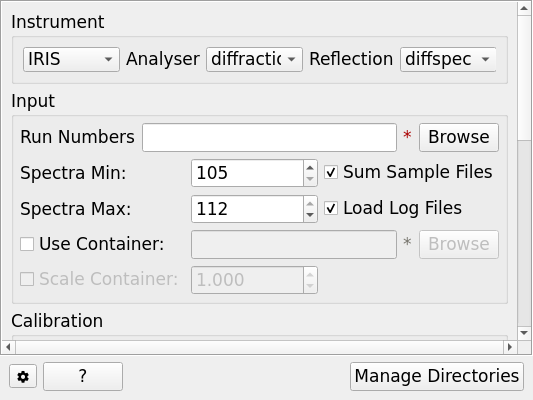 Instrument
IRIS Analyser diffractic Reflection diffspec
Input
Run Numbers * Browse
Spectra Min: 105 Sum Sample Files
Spectra Max: 112 Load Log Files
Use Container: * Browse
Scale Container: 1.000
Calibration
? Manage Directories